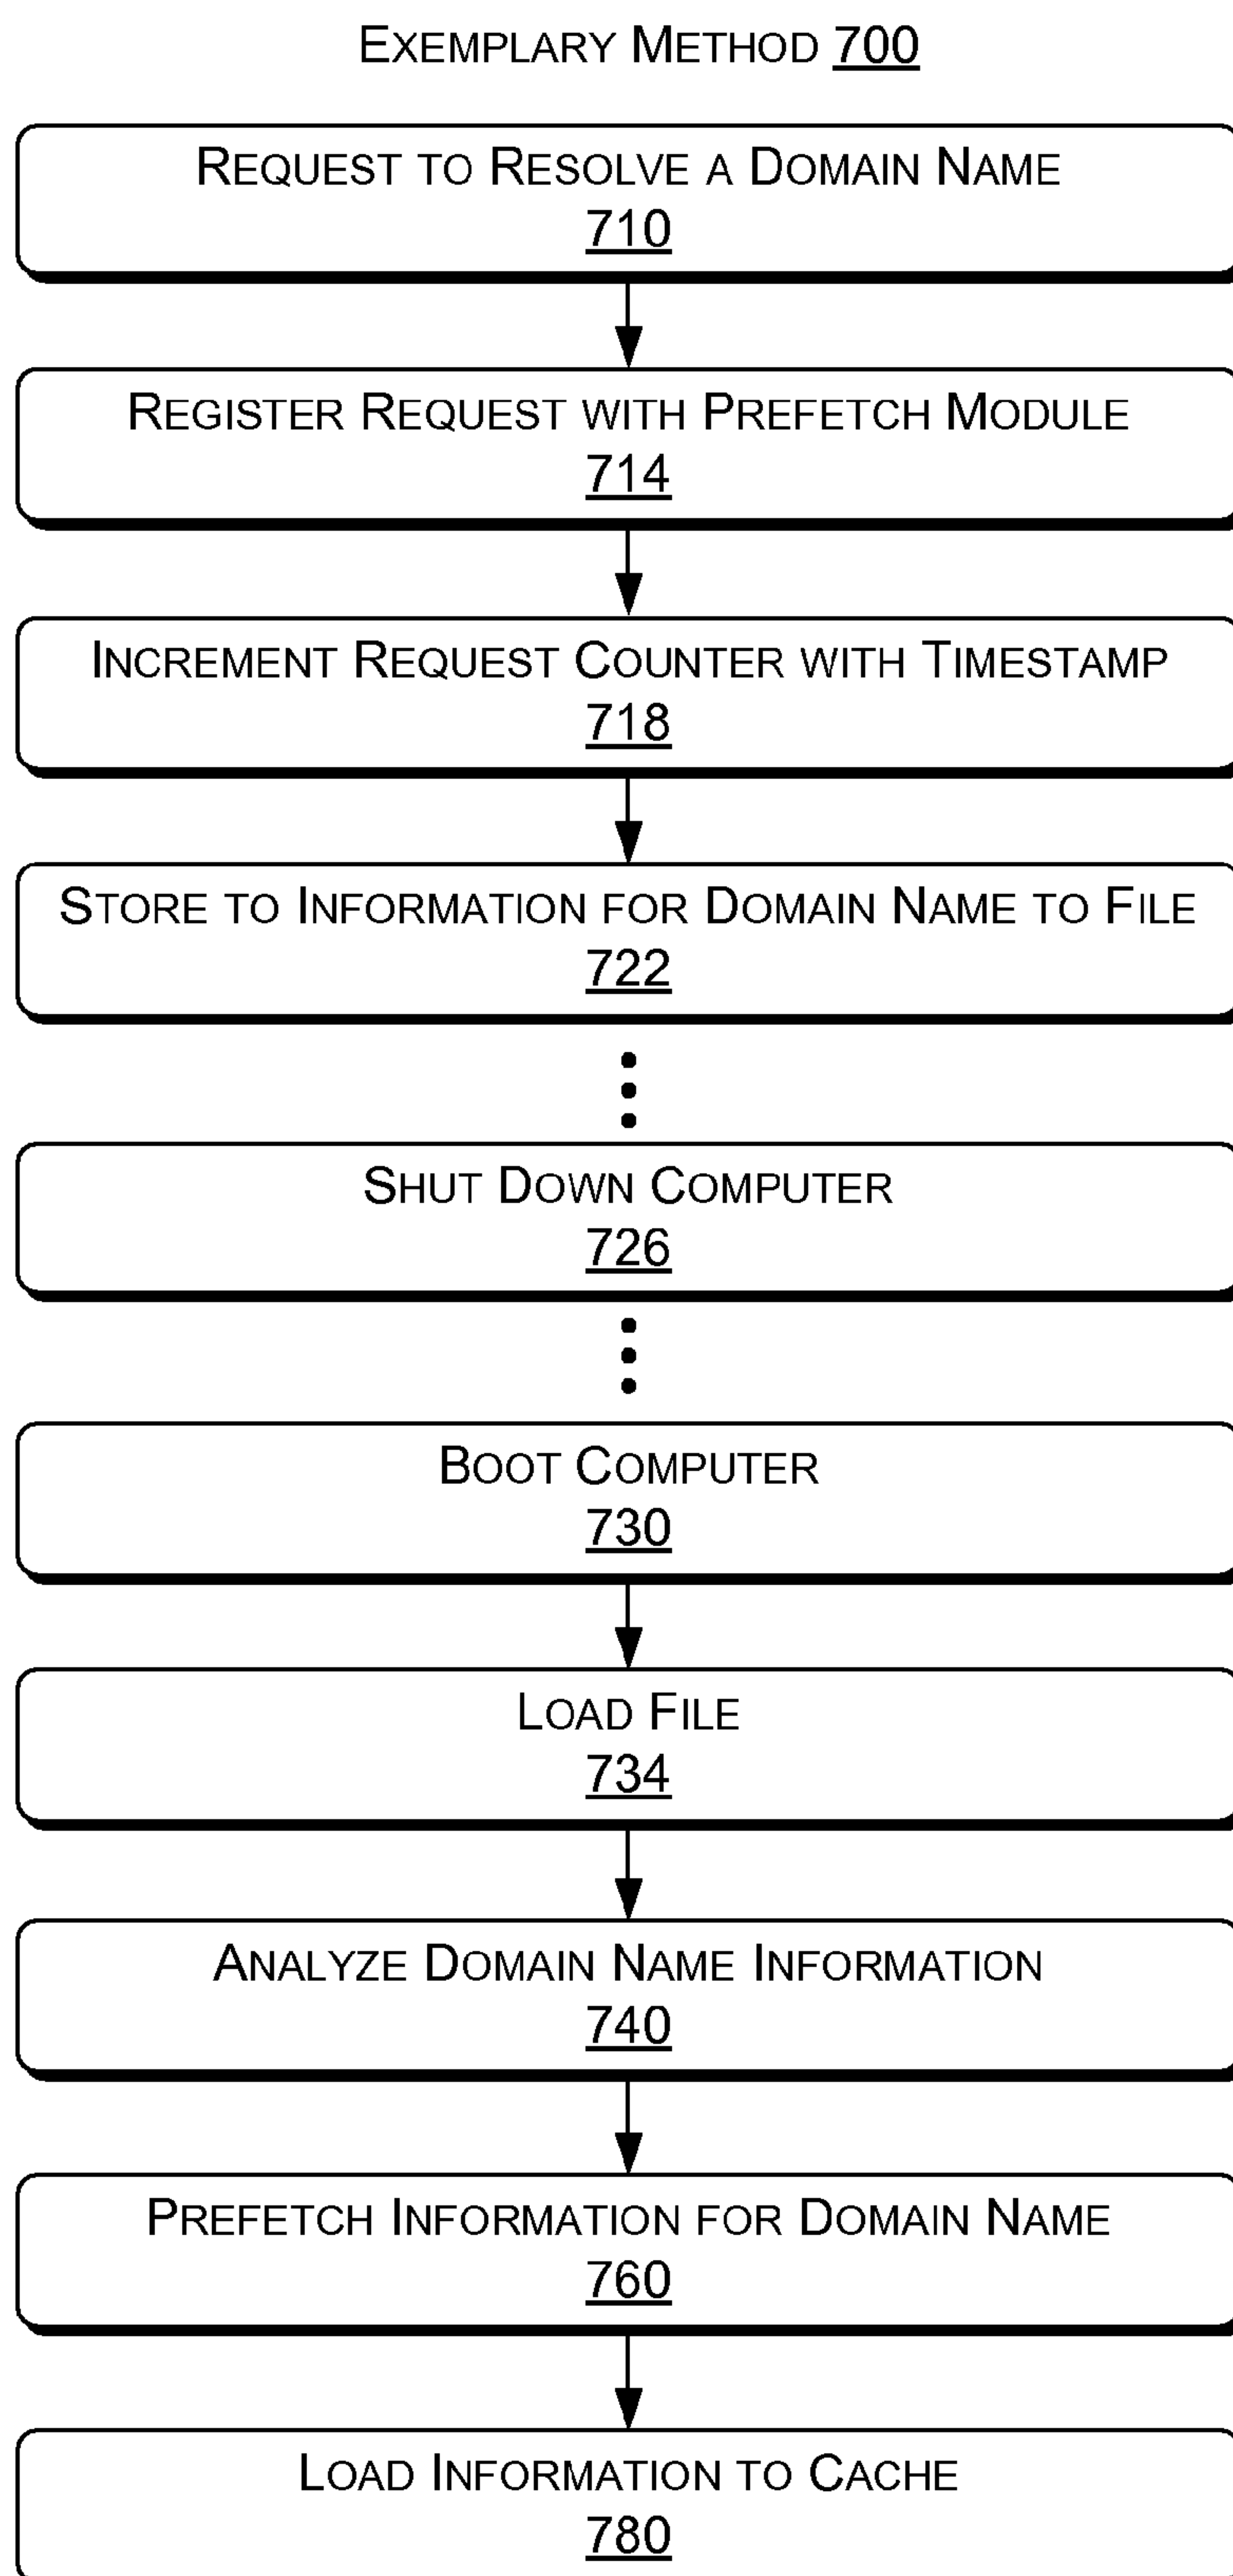 EXEMPLARY METHOD 700
REQUEST TO RESOLVE A DOMAIN NAME
710
REGISTER REQUEST WITH PREFETCH MODULE
714
INCREMENT REQUEST COUNTER WITH TIMESTAMP
718
STORE TO INFORMATION FOR DOMAIN NAME TO FILE
722
SHUT DOWN COMPUTER
726
BOOT COMPUTER
730
LOAD FILE
734
ANALYZE DOMAIN NAME INFORMATION
740
PREFETCH INFORMATION FOR DOMAIN NAME
760
LOAD INFORMATION TO CACHE
780